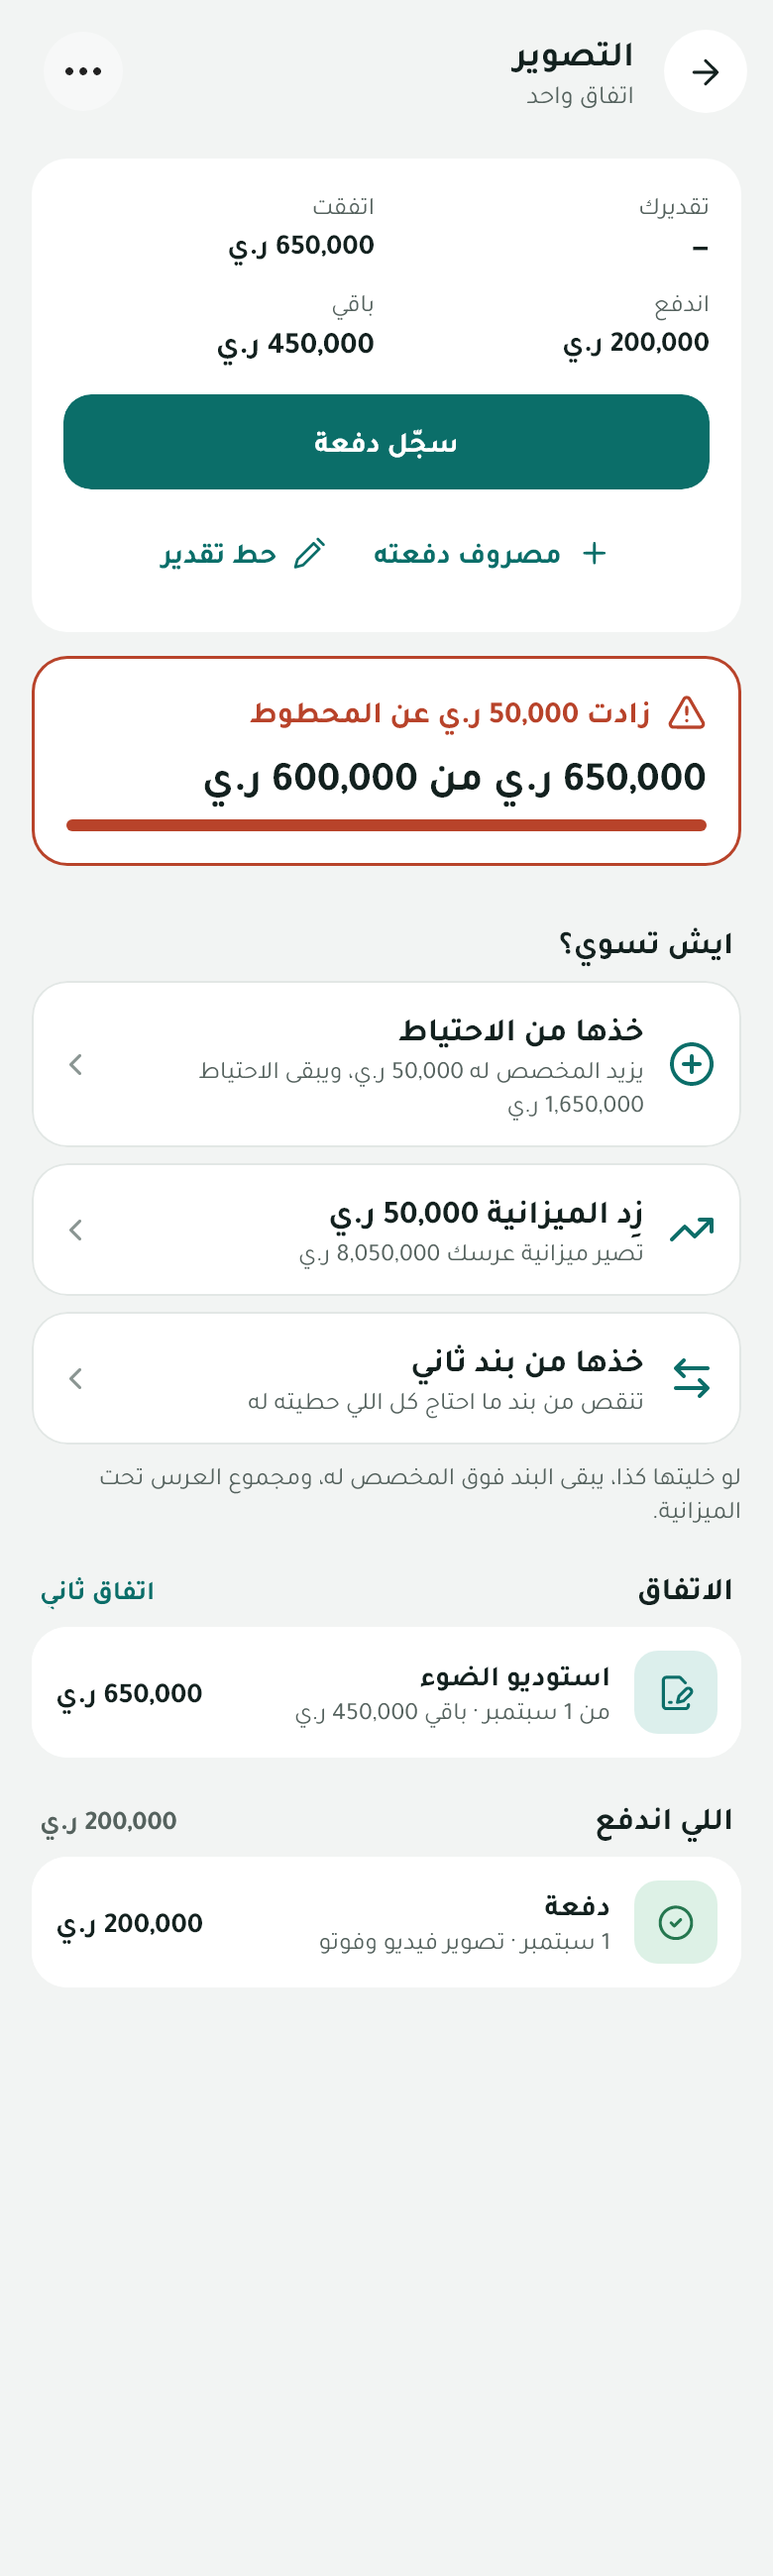 التصوير
اتفاق واحد
تقديرك
–
اتفقت
650,000 ر.ي
اندفع
200,000 ر.ي
باقي
450,000 ر.ي
سجّل دفعة
مصروف دفعته
حط تقدير
زادت 50,000 ر.ي عن المحطوط
650,000 ر.ي من 600,000 ر.ي
ايش تسوي؟
خذها من الاحتياط
يزيد المخصص له 50,000 ر.ي، ويبقى الاحتياط
1,650,000 ر.ي
زِد الميزانية 50,000 ر.ي
تصير ميزانية عرسك 8,050,000 ر.ي
خذها من بند ثاني
تنقص من بند ما احتاج كل اللي حطيته له
لو خليتها كذا، يبقى البند فوق المخصص له، ومجموع العرس تحت
الميزانية.
الاتفاق
اتفاق ثاني
استوديو الضوء
من 1 سبتمبر · باقي 450,000 ر.ي
650,000 ر.ي
اللي اندفع
200,000 ر.ي
دفعة
1 سبتمبر · تصوير فيديو وفوتو
200,000 ر.ي